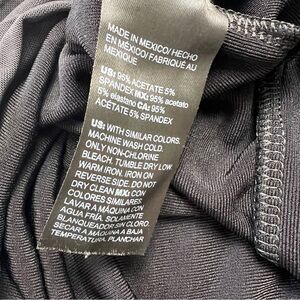 MADE IN MEXICO/HECHO
EN MÉXICO/FABRIQUÉ AU
MEXIQUE
US: 95% ACETATE 5%
SPANDEX MX: 95% acetato
5% elastano CA: 95%
ACÉTATE 5% SPANDEX
US: WITH SIMILAR COLORS.
MACHINE WASH COLD.
ONLY NON-CHLORINE
BLEACH. TUMBLE DRY LOW.
WARM IRON. IRON ON
REVERSE SIDE. DO NOT
DRY CLEAN MX: CON
COLORES SIMILARES
LAVAR A MÁQUINA CON
AGUA FRÍA. SOLAMENTE
BLANQUEADOR SIN CLORO.
SECAR A MÁQUINA A BAJA
TEMPERATURA. PLANCHAR